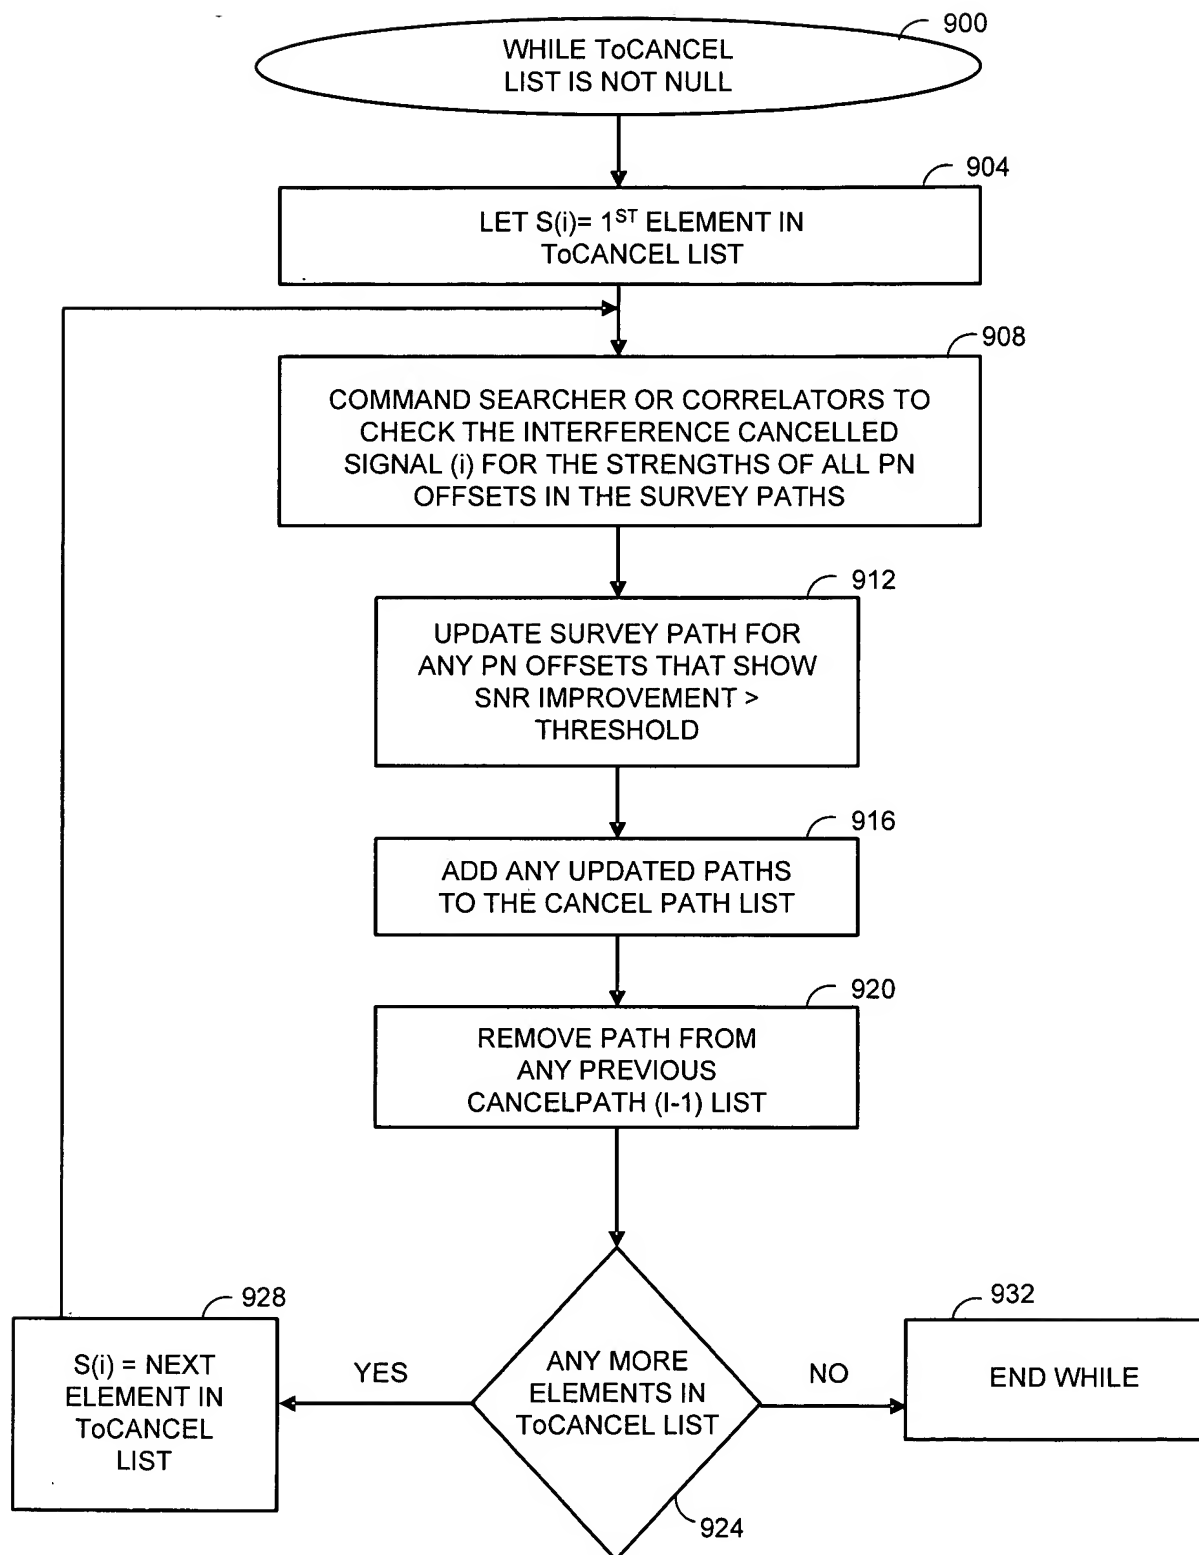 900
WHILE ToCANCEL
LIST IS NOT NULL
904
LET S(i)= 1ST ELEMENT IN
ToCANCEL LIST
908
COMMAND SEARCHER OR CORRELATORS TO
CHECK THE INTERFERENCE CANCELLED
SIGNAL (i) FOR THE STRENGTHS OF ALL PN
OFFSETS IN THE SURVEY PATHS
912
UPDATE SURVEY PATH FOR
ANY PN OFFSETS THAT SHOW
SNR IMPROVEMENT >
THRESHOLD
916
ADD ANY UPDATED PATHS
TO THE CANCEL PATH LIST
920
REMOVE PATH FROM
ANY PREVIOUS
CANCELPATH (I-1) LIST
928
S(i) = NEXT
ELEMENT IN
ToCANCEL
LIST
YES
ANY MORE
ELEMENTS IN
ToCANCEL LIST
924
NO
932
END WHILE